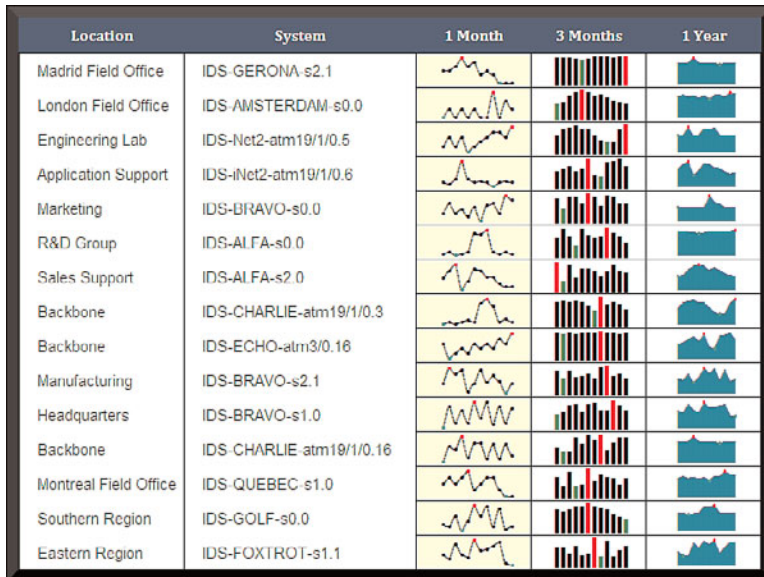 Location System 1 Month 3 Months 1 Year
Madrid Field Office IDS-GERONA-s2.1
London Field Office IDS-AMSTERDAM-s0.0
Engineering Lab IDS-Net2-atm19/1/0.5
Application Support IDS-iNet2-atm19/1/0.6
Marketing IDS-BRAVO-s0.0
R&D Group IDS-ALFA-s0.0
Sales Support IDS-ALFA-s2.0
Backbone IDS-CHARLIE-atm19/1/0.3
Backbone IDS-ECHO-atm3/0.16
Manufacturing IDS-BRAVO-s2.1
Headquarters IDS-BRAVO-s1.0
Backbone IDS-CHARLIE-atm19/1/0.16
Montreal Field Office IDS-QUEBEC-s1.0
Southern Region IDS-GOLF-s0.0
Eastern Region IDS-FOXTROT-s1.1